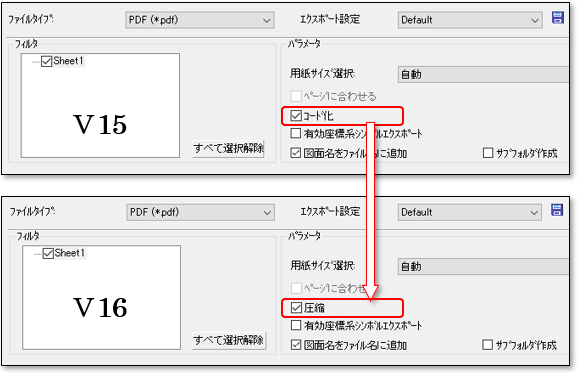 ファイルタイプ: PDF (*.pdf) エクスポート設定 Default
フィルタ パラメータ
Sheet1
用紙サイズ選択: 自動
ページに合わせる
V15 コード化
有効座標系シンボルエクスポート
すべて選択解除 図面名をファイル名に追加 サブフォルダ作成
ファイルタイプ: PDF (*.pdf) エクスポート設定 Default
フィルタ パラメータ
Sheet1
用紙サイズ選択: 自動
ページに合わせる
V16 圧縮
有効座標系シンボルエクスポート
すべて選択解除 図面名をファイル名に追加 サブフォルダ作成